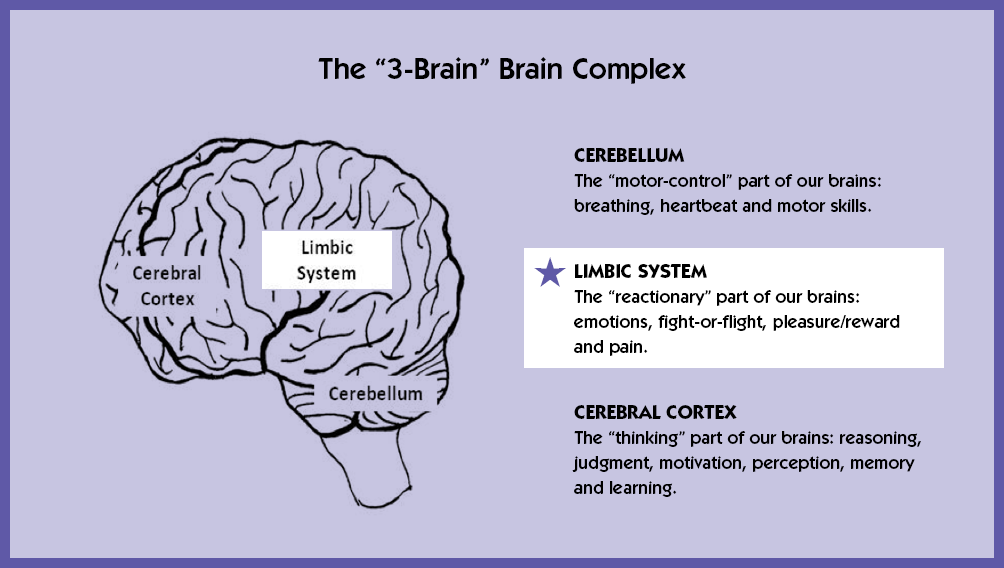 The “3-Brain” Brain Complex
Cerebral
Cortex
Limbic
System
Cerebellum
CEREBELLUM
The “motor-control” part of our brains:
breathing, heartbeat and motor skills.
LIMBIC SYSTEM
The “reactionary” part of our brains:
emotions, fight-or-flight, pleasure/reward
and pain.
CEREBRAL CORTEX
The “thinking” part of our brains: reasoning,
judgment, motivation, perception, memory
and learning.